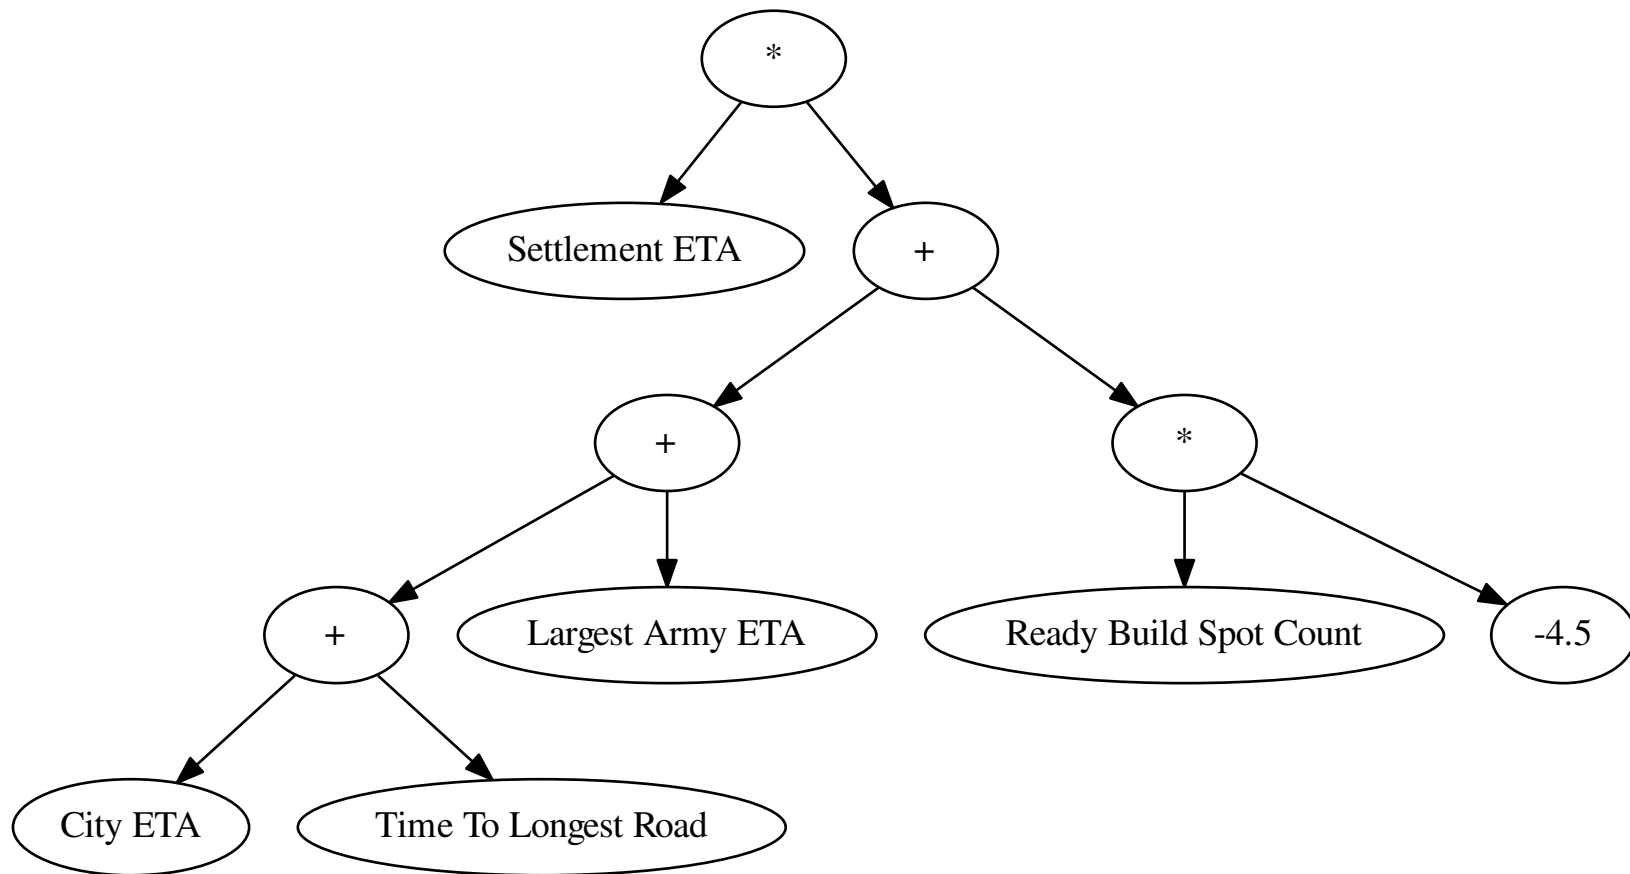 *
Settlement ETA
+
+
*
+
Largest Army ETA
Ready Build Spot Count
-4.5
City ETA
Time To Longest Road